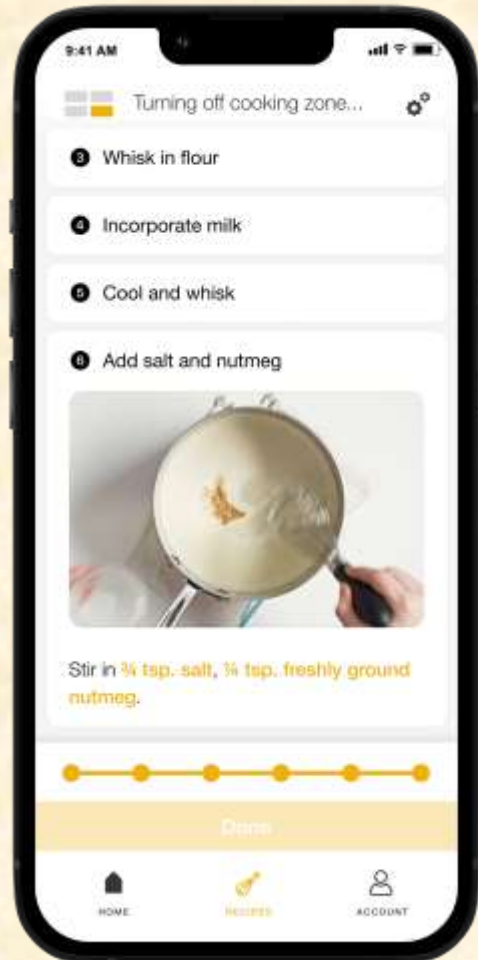 9:41 AM
Turning off cooking zone...
3 Whisk in flour
4 Incorporate milk
5 Cool and whisk
6 Add salt and nutmeg
Stir in ¾ tsp. salt, ¼ tsp. freshly ground
nutmeg.
Done
HOME
RECIPES
ACCOUNT